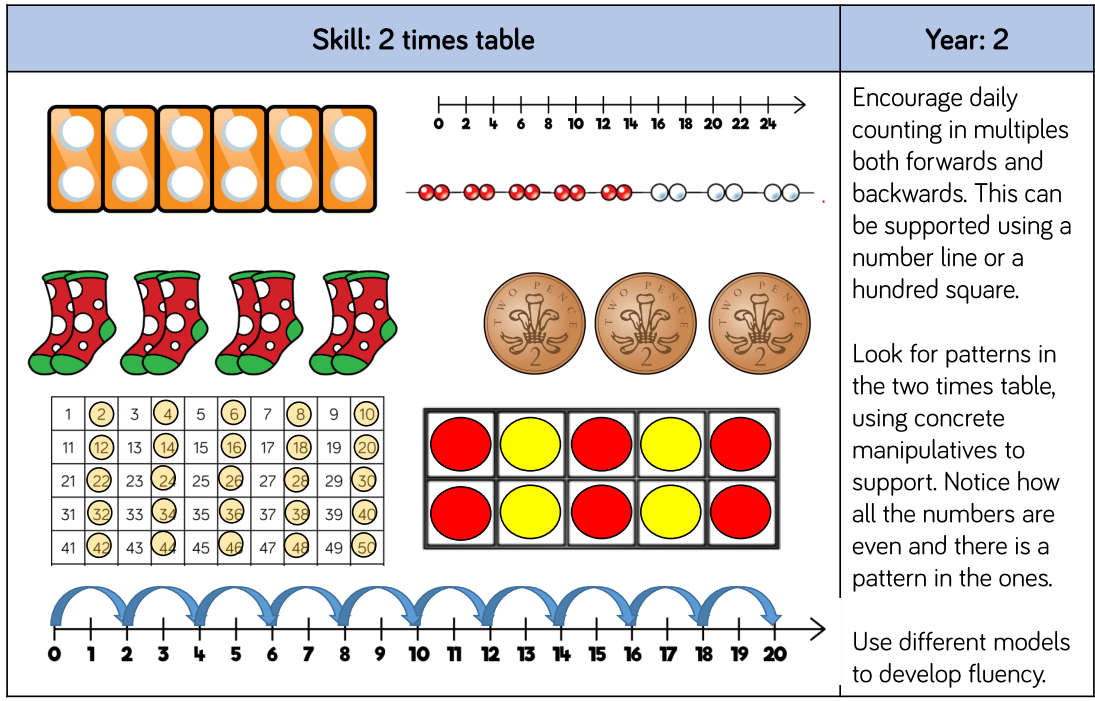 Skill: 2 times table
Year: 2
0 2 4 6 8 10 12 14 16 18 20 22 24
TWO PENCE
2
TWO PENCE
2
TWO PENCE
2
1 2 3 4 5 6 7 8 9 10
11 12 13 14 15 16 17 18 19 20
21 22 23 24 25 26 27 28 29 30
31 32 33 34 35 36 37 38 39 40
41 42 43 44 45 46 47 48 49 50
0 1 2 3 4 5 6 7 8 9 10 11 12 13 14 15 16 17 18 19 20
Encourage daily
counting in multiples
both forwards and
backwards. This can
be supported using a
number line or a
hundred square.
Look for patterns in
the two times table,
using concrete
manipulatives to
support. Notice how
all the numbers are
even and there is a
pattern in the ones.
Use different models
to develop fluency.